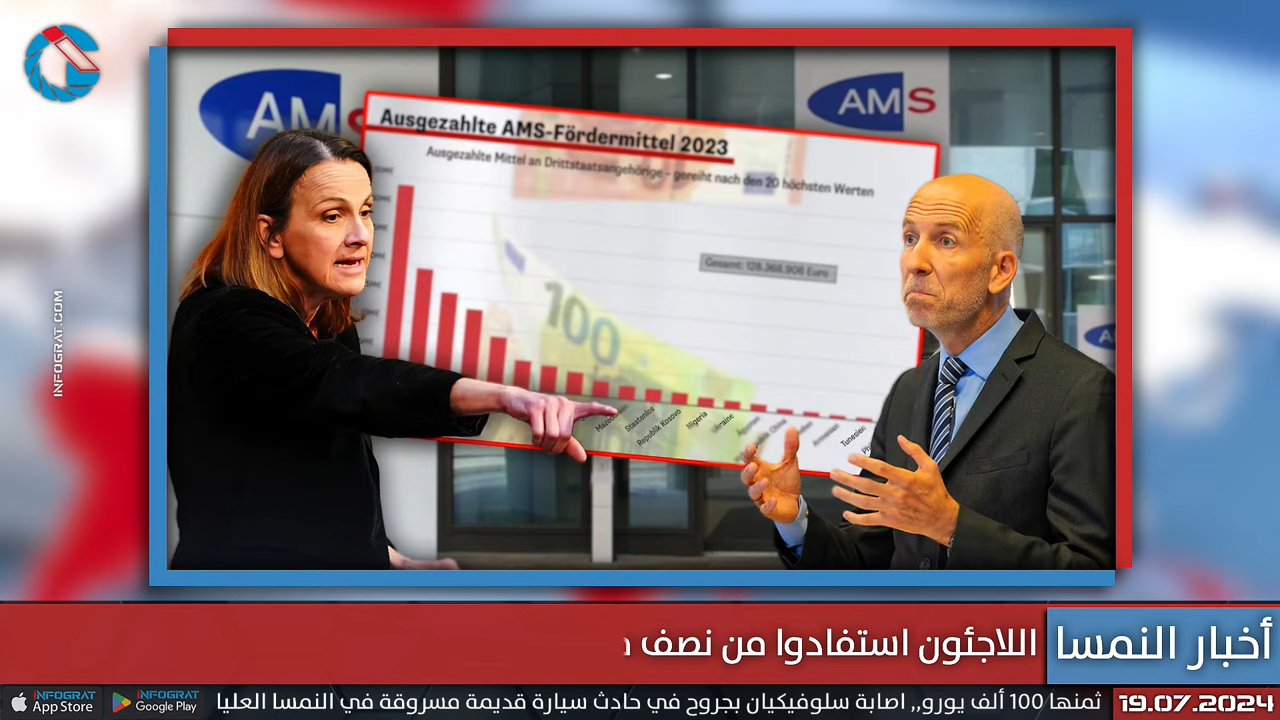 AMS
AMS
Ausgezahlte AMS-Fördermittel 2023
Ausgezahlte Mittel an Drittstaatsangehörige - gereiht nach den 20 höchsten Werten
Gesamt: 128.368.906 Euro
100
Staatenlos
Republik Kosovo
Nigeria
Ukraine
INFOGRAT.COM
أخبار النمسا
اللاجئون استفادوا من نصف
19.07.2024
ثمنها 100 ألف يورو,, اصابة سلوفيكيان بجروح في حادث سيارة قديمة مسروقة في النمسا العليا
INFOGRAT
Google Play
INFOGRAT
App Store